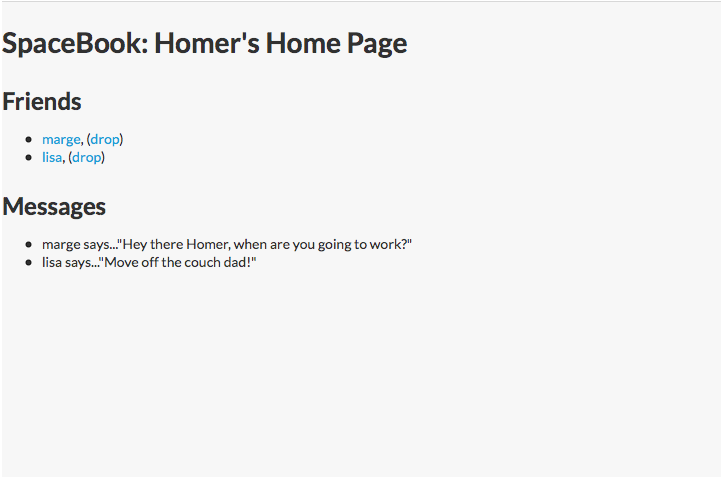 SpaceBook: Homer's Home Page
Friends
marge, (drop)
lisa, (drop)
Messages
marge says..."Hey there Homer, when are you going to work?"
lisa says..."Move off the couch dad!"